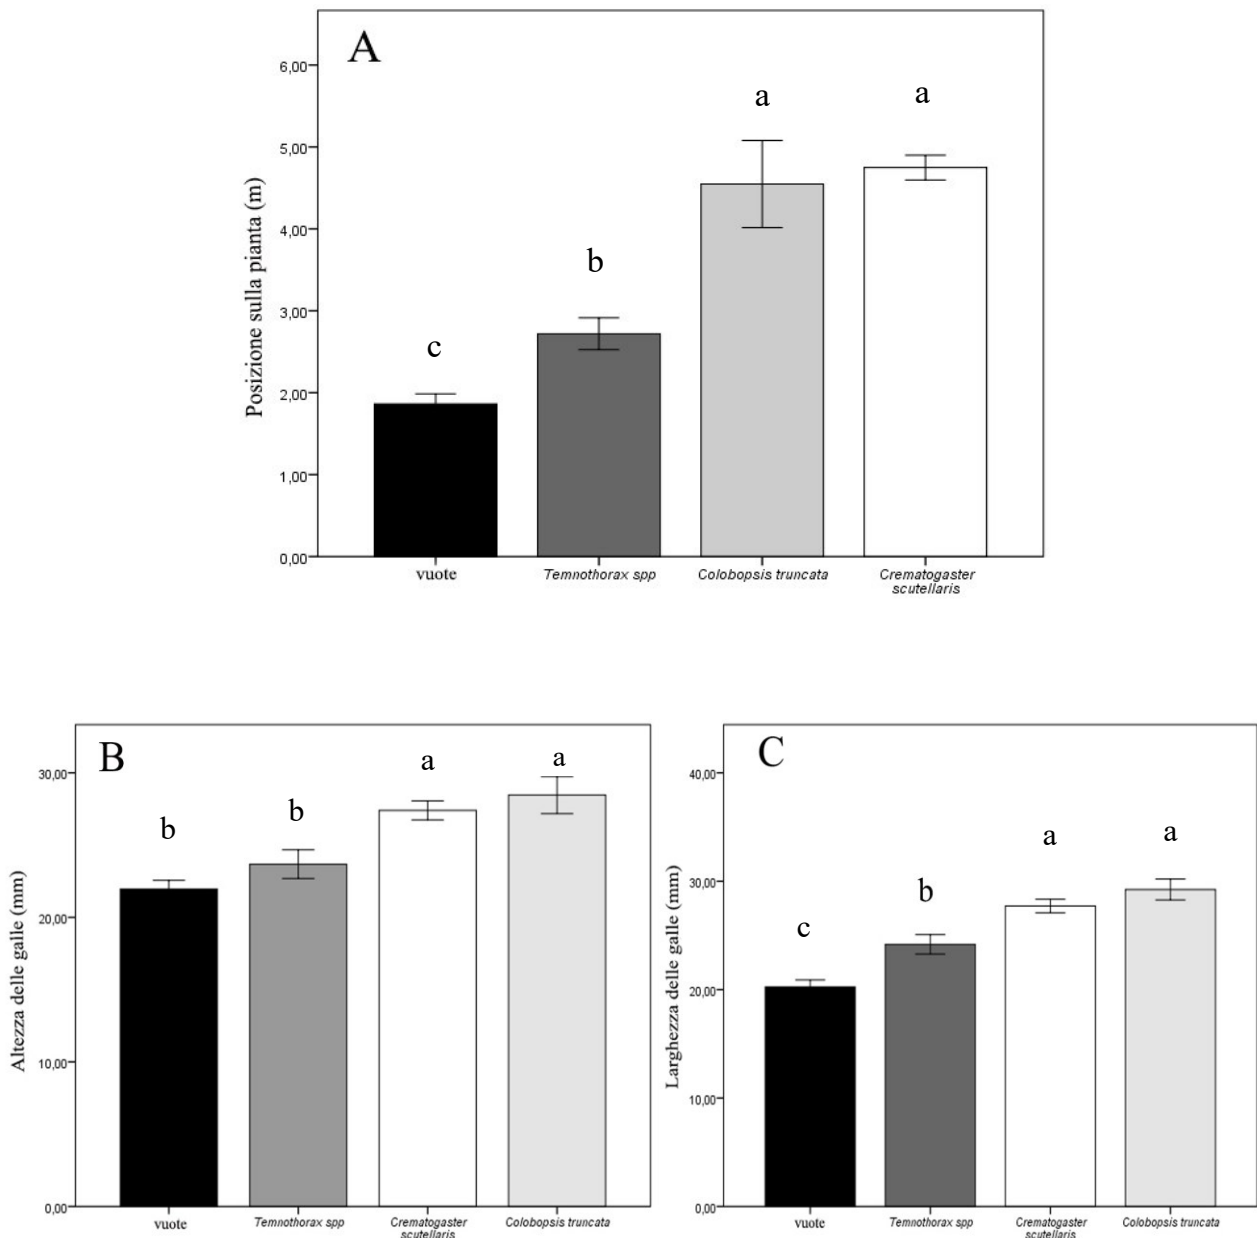 A
6,00
5,00
4,00
3,00
2,00
1,00
0,00
Posizione sulla pianta (m)
c
b
a
a
vuote
Temnothorax spp
Colobopsis truncata
Crematogaster
scutellaris
B
30,00
20,00
10,00
0,00
Altezza delle galle (mm)
b
b
a
a
vuote
Temnothorax spp
Crematogaster
scutellaris
Colobopsis truncata
C
40,00
30,00
20,00
10,00
0,00
Larghezza delle galle (mm)
c
b
a
a
vuote
Temnothorax spp
Crematogaster
scutellaris
Colobopsis truncata